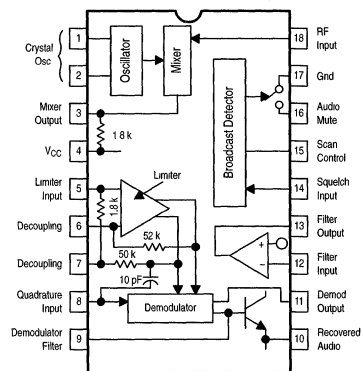 Crystal Osc
1
2
Mixer Output
3
VCC
4
Limiter Input
5
Decoupling
6
Decoupling
7
Quadrature Input
8
Demodulator Filter
9
Oscillator
Mixer
1.8 k
Limiter
1.8 k
52 k
50 k
10 pF
Demodulator
Broadcast Detector
+
–
18
RF Input
17
Gnd
16
Audio Mute
15
Scan Control
14
Squelch Input
13
Filter Output
12
Filter Input
11
Demod Output
10
Recovered Audio